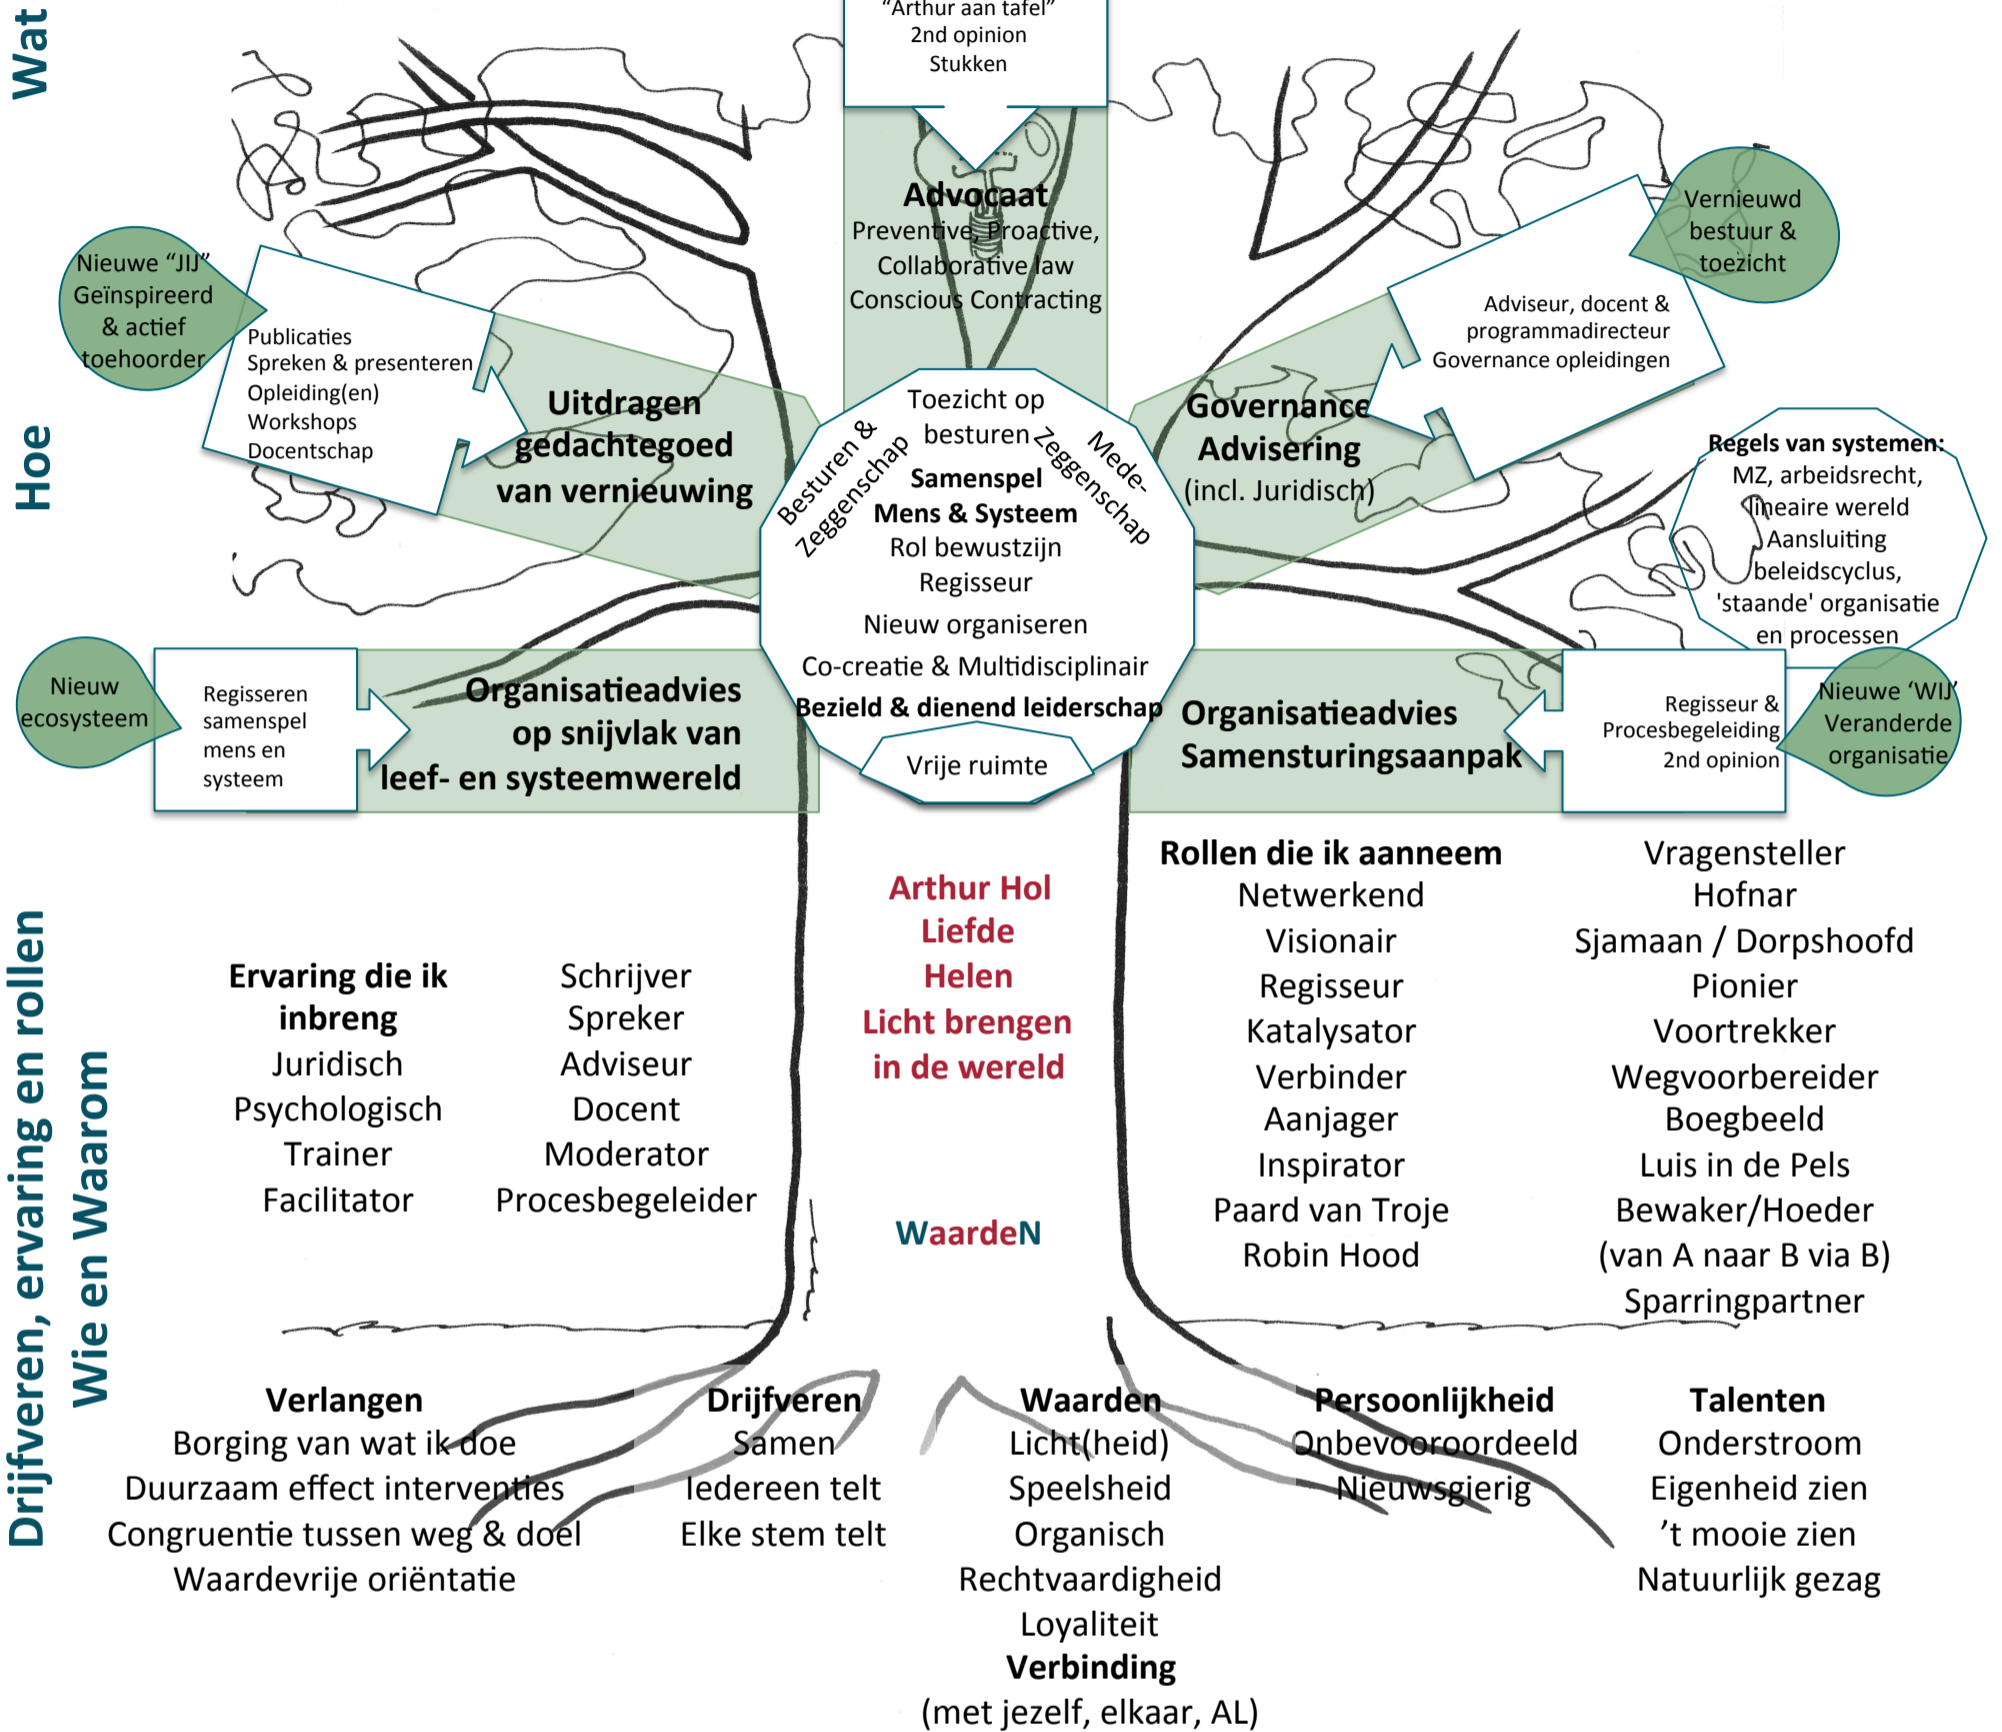 Wat
"Arthur aan tafel"
2nd opinion
Stukken
Advocaat
Preventive, Proactive,
Collaborative law
Conscious Contracting
Nieuwe "JIJ"
Geïnspireerd
& actief
toehoorder
Publicaties
Spreken & presenteren
Opleiding(en)
Workshops
Docentschap
Uitdragen
gedachtegoed
van vernieuwing
Vernieuwd
bestuur &
toezicht
Adviseur, docent &
programmadirecteur
Governance opleidingen
Governance
Advisering
(incl. Juridisch)
Regels van systemen:
MZ, arbeidsrecht,
lineaire wereld
Aansluiting
beleidscyclus,
'staande' organisatie
en processen
Hoe
Besturen &
Zeggenschap
Toezicht op
besturen
Mede-
Zeggenschap
Samenspel
Mens & Systeem
Rol bewustzijn
Regisseur
Nieuw organiseren
Co-creatie & Multidisciplinair
Bezield & dienend leiderschap
Vrije ruimte
Nieuw
ecosysteem
Regisseren
samenspel
mens en
systeem
Organisatieadvies
op snijvlak van
leef- en systeemwereld
Organisatieadvies
Samensturingsaanpak
Regisseur &
Procesbegeleiding
2nd opinion
Nieuwe 'WIJ'
Veranderde
organisatie
Drijfveren, ervaring en rollen
Wie en Waarom
Ervaring die ik
inbreng
Juridisch
Psychologisch
Trainer
Facilitator
Schrijver
Spreker
Adviseur
Docent
Moderator
Procesbegeleider
Arthur Hol
Liefde
Helen
Licht brengen
in de wereld
WaardeN
Rollen die ik aanneem
Netwerkend
Visionair
Regisseur
Katalysator
Verbinder
Aanjager
Inspirator
Paard van Troje
Robin Hood
Vragensteller
Hofnar
Sjamaan / Dorpshoofd
Pionier
Voortrekker
Wegvoorbereider
Boegbeeld
Luis in de Pels
Bewaker/Hoeder
(van A naar B via B)
Sparringpartner
Verlangen
Borging van wat ik doe
Duurzaam effect interventies
Congruentie tussen weg & doel
Waardevrije oriëntatie
Drijfveren
Samen
Iedereen telt
Elke stem telt
Waarden
Licht(heid)
Speelsheid
Organisch
Rechtvaardigheid
Loyaliteit
Verbinding
(met jezelf, elkaar, AL)
Persoonlijkheid
Onbevooroordeeld
Nieuwsgierig
Talenten
Onderstroom
Eigenheid zien
't mooie zien
Natuurlijk gezag